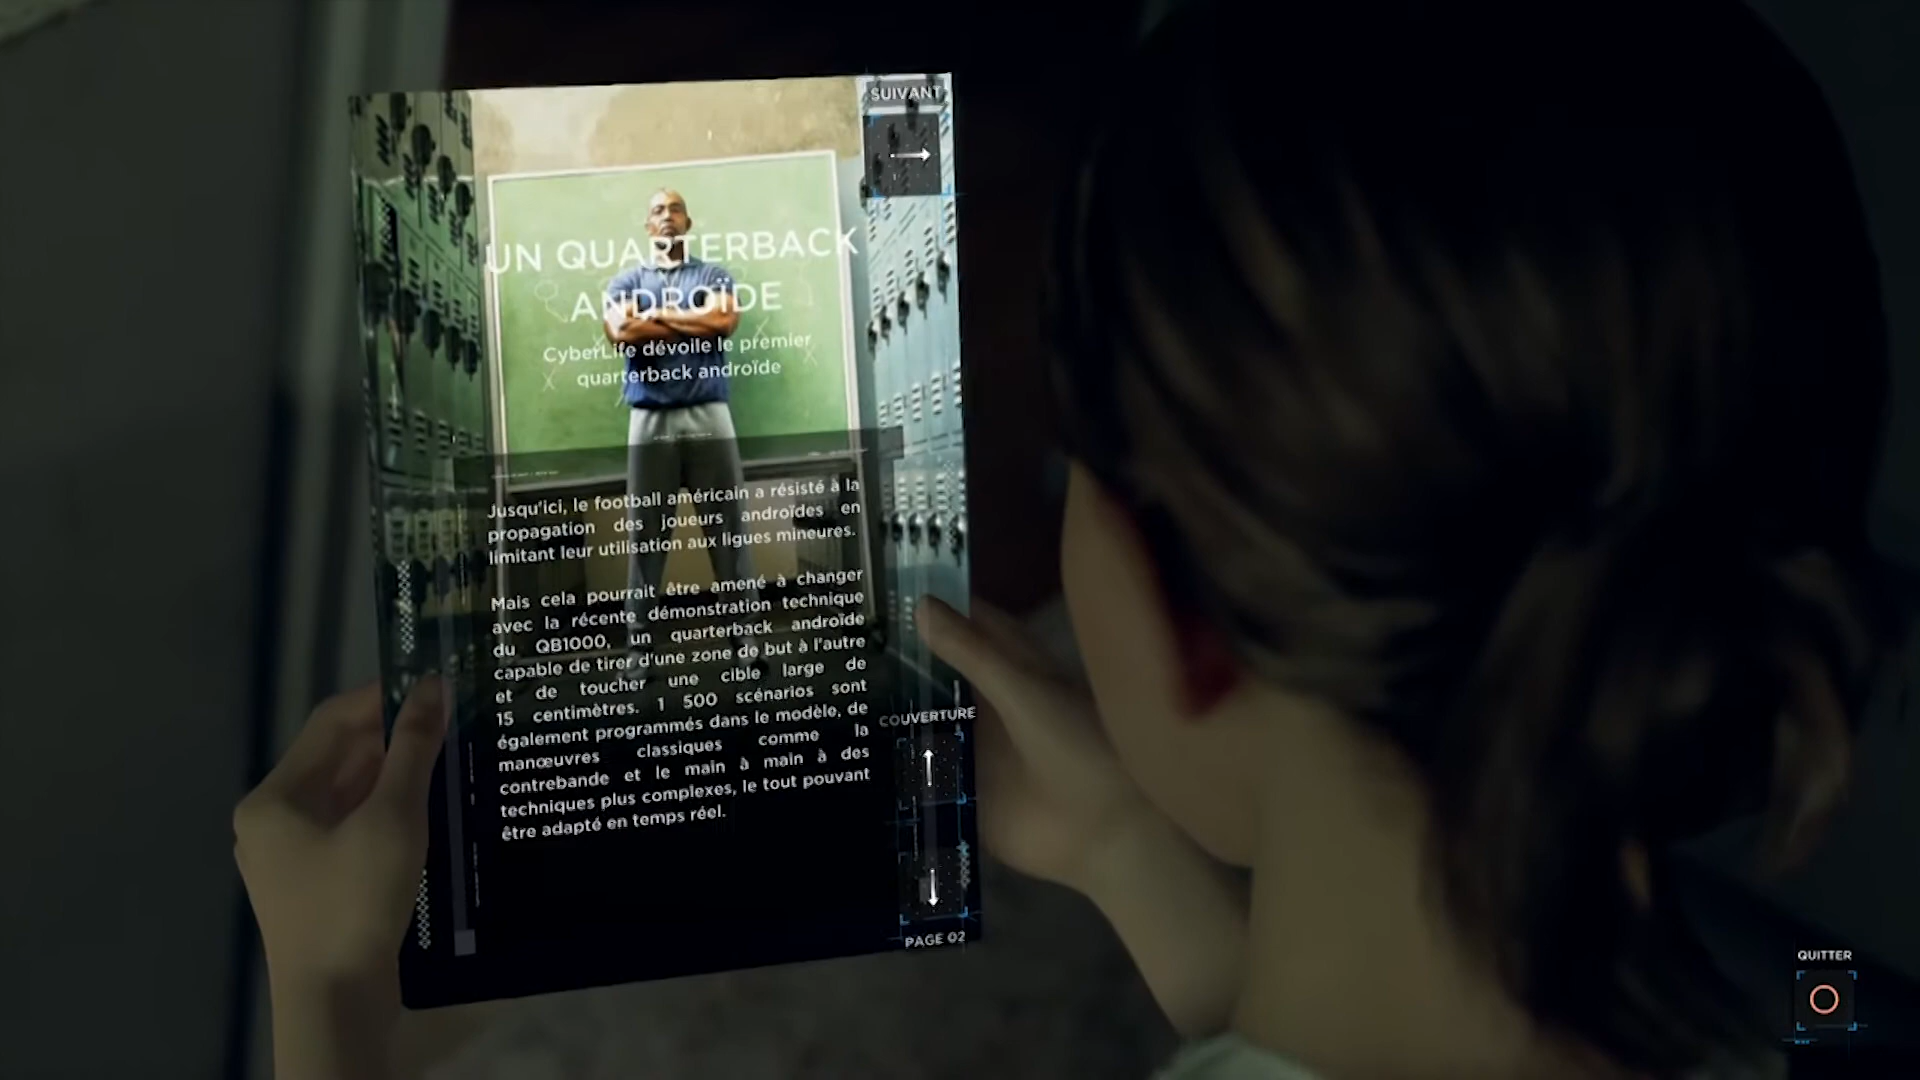 SUIVANT
UN QUARTERBACK
ANDROÏDE
CyberLife dévoile le premier
quarterback androïde
Jusqu'ici, le football américain a résisté à la
propagation des joueurs androïdes en
limitant leur utilisation aux ligues mineures.
Mais cela pourrait être amené à changer
avec la récente démonstration technique
du QB1000, un quarterback androïde
capable de tirer d'une zone de but à l'autre
et de toucher une cible large de
15 centimètres. 1 500 scénarios sont
également programmés dans le modèle, de
manœuvres classiques comme la
contrebande et le main à main à des
techniques plus complexes, le tout pouvant
être adapté en temps réel.
COUVERTURE
PAGE 02
QUITTER